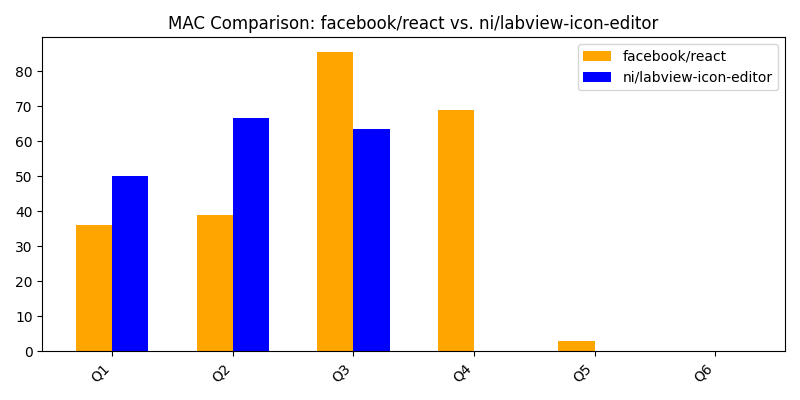 MAC Comparison: facebook/react vs. ni/labview-icon-editor
facebook/react
ni/labview-icon-editor
80
70
60
50
40
30
20
10
0
Q1 Q2 Q3 Q4 Q5 Q6